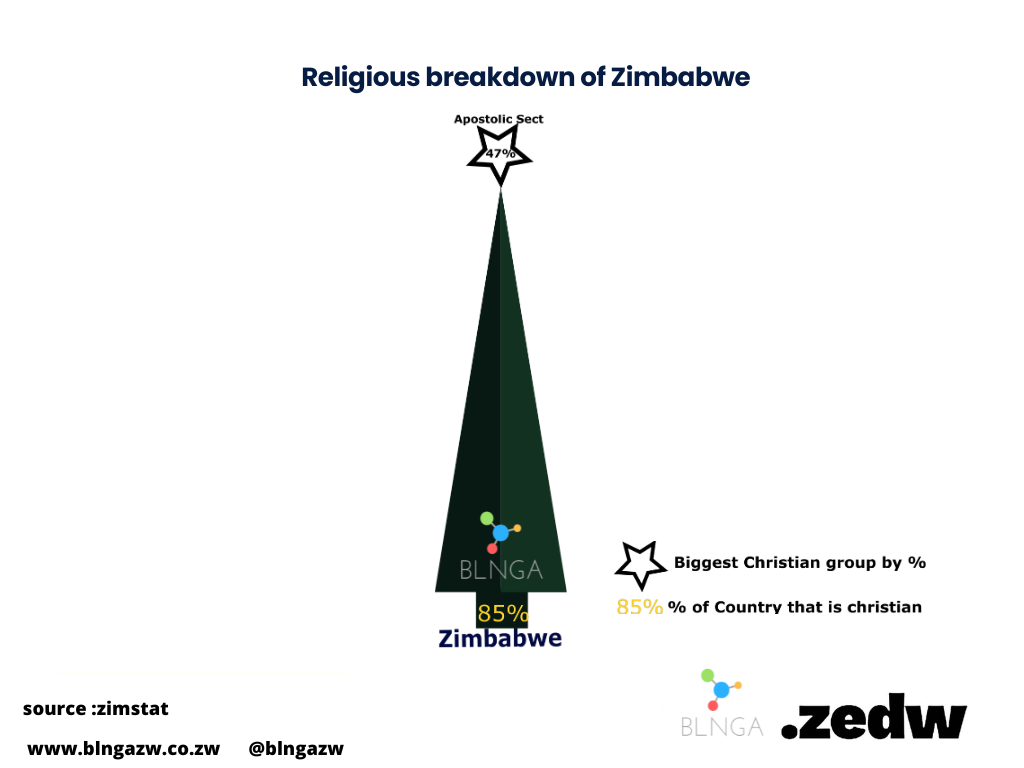 Religious breakdown of Zimbabwe
Apostolic Sect
47%
BLNGA
85%
Zimbabwe
Biggest Christian group by %
85% % of Country that is christian
source :zimstat
www.blngazw.co.zw @blngazw
BLNGA
.zedw